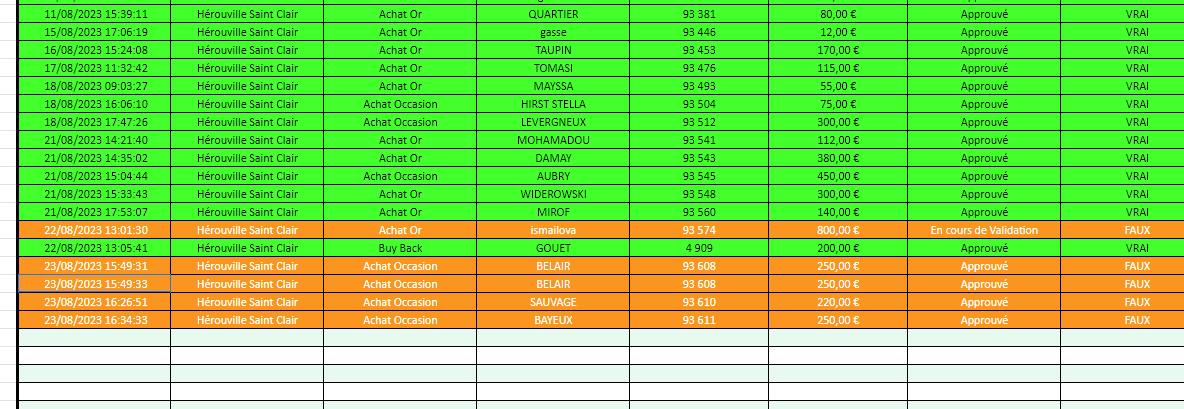 11/08/2023 15:39:11 Hérouville Saint Clair Achat Or QUARTIER 93 381 80,00 € Approuvé VRAI
15/08/2023 17:06:19 Hérouville Saint Clair Achat Or gasse 93 446 12,00 € Approuvé VRAI
16/08/2023 15:24:08 Hérouville Saint Clair Achat Or TAUPIN 93 453 170,00 € Approuvé VRAI
17/08/2023 11:32:42 Hérouville Saint Clair Achat Or TOMASI 93 476 115,00 € Approuvé VRAI
18/08/2023 09:03:27 Hérouville Saint Clair Achat Or MAYSSA 93 493 55,00 € Approuvé VRAI
18/08/2023 16:06:10 Hérouville Saint Clair Achat Occasion HIRST STELLA 93 504 75,00 € Approuvé VRAI
18/08/2023 17:47:26 Hérouville Saint Clair Achat Occasion LEVERGNEUX 93 512 300,00 € Approuvé VRAI
21/08/2023 14:21:40 Hérouville Saint Clair Achat Or MOHAMADOU 93 541 112,00 € Approuvé VRAI
21/08/2023 14:35:02 Hérouville Saint Clair Achat Or DAMAY 93 543 380,00 € Approuvé VRAI
21/08/2023 15:04:44 Hérouville Saint Clair Achat Occasion AUBRY 93 545 450,00 € Approuvé VRAI
21/08/2023 15:33:43 Hérouville Saint Clair Achat Or WIDEROWSKI 93 548 300,00 € Approuvé VRAI
21/08/2023 17:53:07 Hérouville Saint Clair Achat Or MIROF 93 560 140,00 € Approuvé VRAI
22/08/2023 13:01:30 Hérouville Saint Clair Achat Or ismailova 93 574 800,00 € En cours de Validation FAUX
22/08/2023 13:05:41 Hérouville Saint Clair Buy Back GOUET 4 909 200,00 € Approuvé VRAI
23/08/2023 15:49:31 Hérouville Saint Clair Achat Occasion BELAIR 93 608 250,00 € Approuvé FAUX
23/08/2023 15:49:33 Hérouville Saint Clair Achat Occasion BELAIR 93 608 250,00 € Approuvé FAUX
23/08/2023 16:26:51 Hérouville Saint Clair Achat Occasion SAUVAGE 93 610 220,00 € Approuvé FAUX
23/08/2023 16:34:33 Hérouville Saint Clair Achat Occasion BAYEUX 93 611 250,00 € Approuvé FAUX